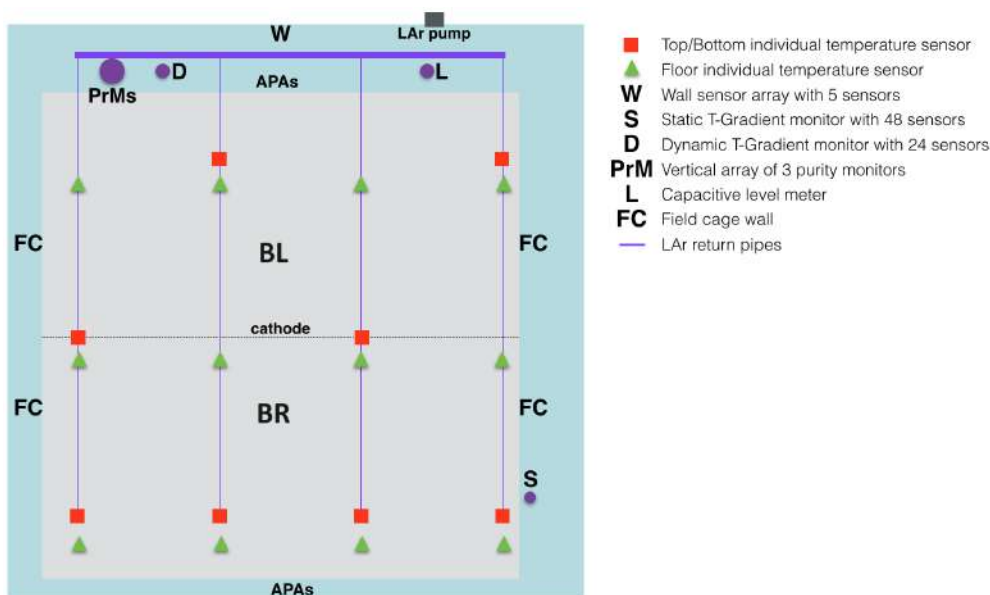 W
LAr pump
D
L
PrMs
APAs
FC
FC
BL
cathode
FC
FC
BR
S
APAs
Top/Bottom individual temperature sensor
Floor individual temperature sensor
W Wall sensor array with 5 sensors
S Static T-Gradient monitor with 48 sensors
D Dynamic T-Gradient monitor with 24 sensors
PrM Vertical array of 3 purity monitors
L Capacitive level meter
FC Field cage wall
LAr return pipes